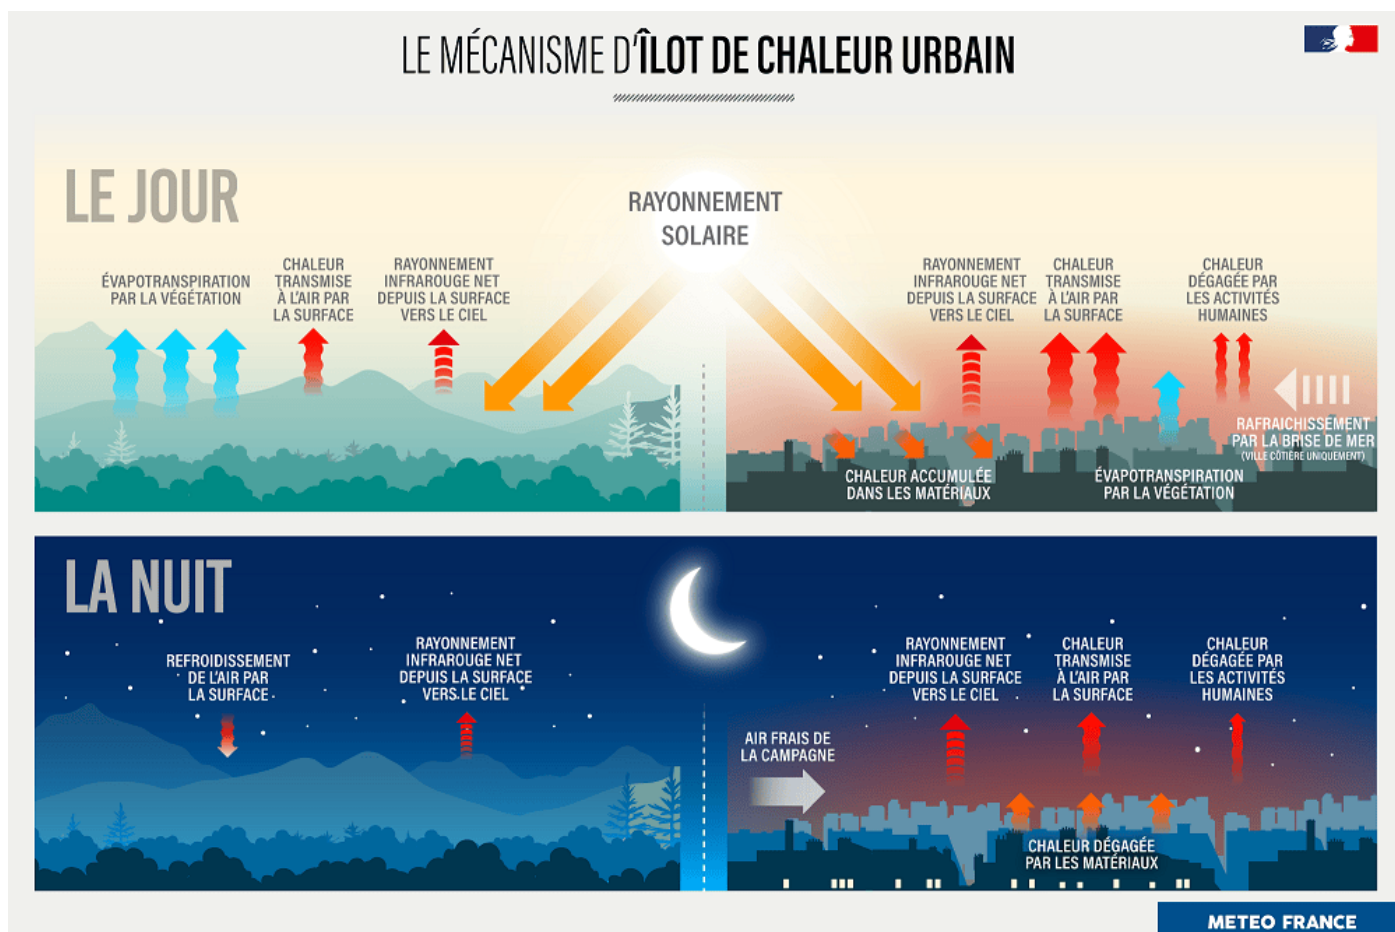 LE MÉCANISME D'ÎLOT DE CHALEUR URBAIN
LE JOUR
RAYONNEMENT
SOLAIRE
ÉVAPOTRANSPIRATION
PAR LA VÉGÉTATION
CHALEUR
TRANSMISE
À L'AIR PAR
LA SURFACE
RAYONNEMENT
INFRAROUGE NET
DEPUIS LA SURFACE
VERS LE CIEL
RAYONNEMENT
INFRAROUGE NET
DEPUIS LA SURFACE
VERS LE CIEL
CHALEUR
TRANSMISE
À L'AIR PAR
LA SURFACE
CHALEUR
DÉGAGÉE PAR
LES ACTIVITÉS
HUMAINES
RAFRAICHISSEMENT
PAR LA BRISE DE MER
(VILLE CÔTIÈRE UNIQUEMENT)
CHALEUR ACCUMULÉE
DANS LES MATÉRIAUX
ÉVAPOTRANSPIRATION
PAR LA VÉGÉTATION
LA NUIT
REFROIDISSEMENT
DE L'AIR PAR
LA SURFACE
RAYONNEMENT
INFRAROUGE NET
DEPUIS LA SURFACE
VERS LE CIEL
RAYONNEMENT
INFRAROUGE NET
DEPUIS LA SURFACE
VERS LE CIEL
CHALEUR
TRANSMISE
À L'AIR PAR
LA SURFACE
CHALEUR
DÉGAGÉE PAR
LES ACTIVITÉS
HUMAINES
AIR FRAIS DE
LA CAMPAGNE
CHALEUR DÉGAGÉE
PAR LES MATÉRIAUX
METEO FRANCE